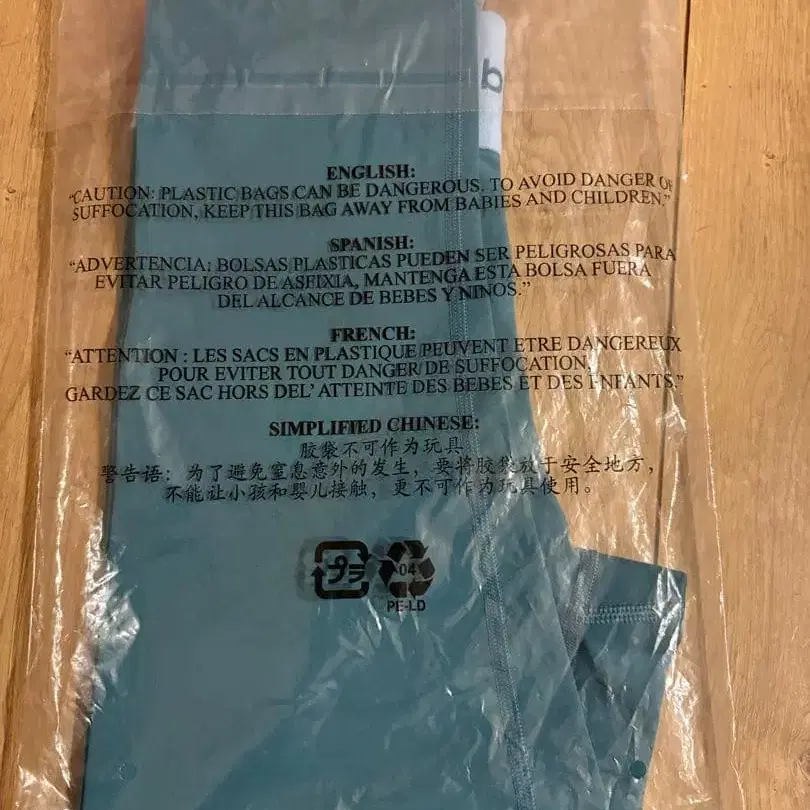 b
ENGLISH:
"CAUTION: PLASTIC BAGS CAN BE DANGEROUS. TO AVOID DANGER OF
SUFFOCATION, KEEP THIS BAG AWAY FROM BABIES AND CHILDREN."
SPANISH:
"ADVERTENCIA: BOLSAS PLASTICAS PUEDEN SER PELIGROSAS PARA
EVITAR PELIGRO DE ASFIXIA, MANTENGA ESTA BOLSA FUERA
DEL ALCANCE DE BEBES Y NINOS."
FRENCH:
"ATTENTION : LES SACS EN PLASTIQUE PEUVENT ETRE DANGEREUX
POUR EVITER TOUT DANGER DE SUFFOCATION,
GARDEZ CE SAC HORS DEL' ATTEINTE DES BEBES ET DES ENFANTS."
SIMPLIFIED CHINESE:
胶袋不可作为玩具
警告语：为了避免窒息意外的发生，要将胶袋放于安全地方，
不能让小孩和婴儿接触，更不可作为玩具使用。
プラ 04
PE-LD